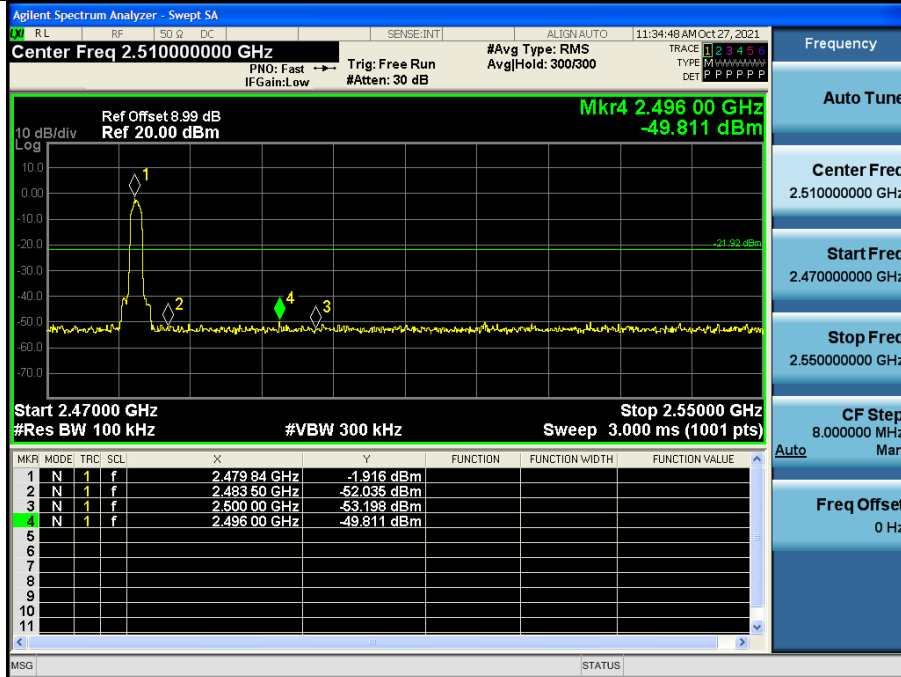 Agilent Spectrum Analyzer - Swept SA
LXI RL RF 50 Ω DC SENSE:INT ALIGN AUTO 11:34:48 AM Oct 27, 2021
Center Freq 2.510000000 GHz
PNO: Fast
IFGain:Low
Trig: Free Run
#Atten: 30 dB
#Avg Type: RMS
Avg|Hold: 300/300
TRACE 1 2 3 4 5 6
TYPE M
DET P P P P P P
Mkr4 2.496 00 GHz
-49.811 dBm
Ref Offset 8.99 dB
10 dB/div Ref 20.00 dBm
Log
10.0
0.00
-10.0
-20.0
-30.0
-40.0
-50.0
-60.0
-70.0
1
2
4
3
-21.92 dBm
Start 2.47000 GHz Stop 2.55000 GHz
#Res BW 100 kHz #VBW 300 kHz Sweep 3.000 ms (1001 pts)
MKR MODE TRC SCL X Y FUNCTION FUNCTION WIDTH FUNCTION VALUE
1 N 1 f 2.479 84 GHz -1.916 dBm
2 N 1 f 2.483 50 GHz -52.035 dBm
3 N 1 f 2.500 00 GHz -53.198 dBm
4 N 1 f 2.496 00 GHz -49.811 dBm
5
6
7
8
9
10
11
MSG STATUS
Frequency
Auto Tune
Center Freq
2.510000000 GHz
Start Freq
2.470000000 GHz
Stop Freq
2.550000000 GHz
CF Step
8.000000 MHz
Auto Man
Freq Offset
0 Hz